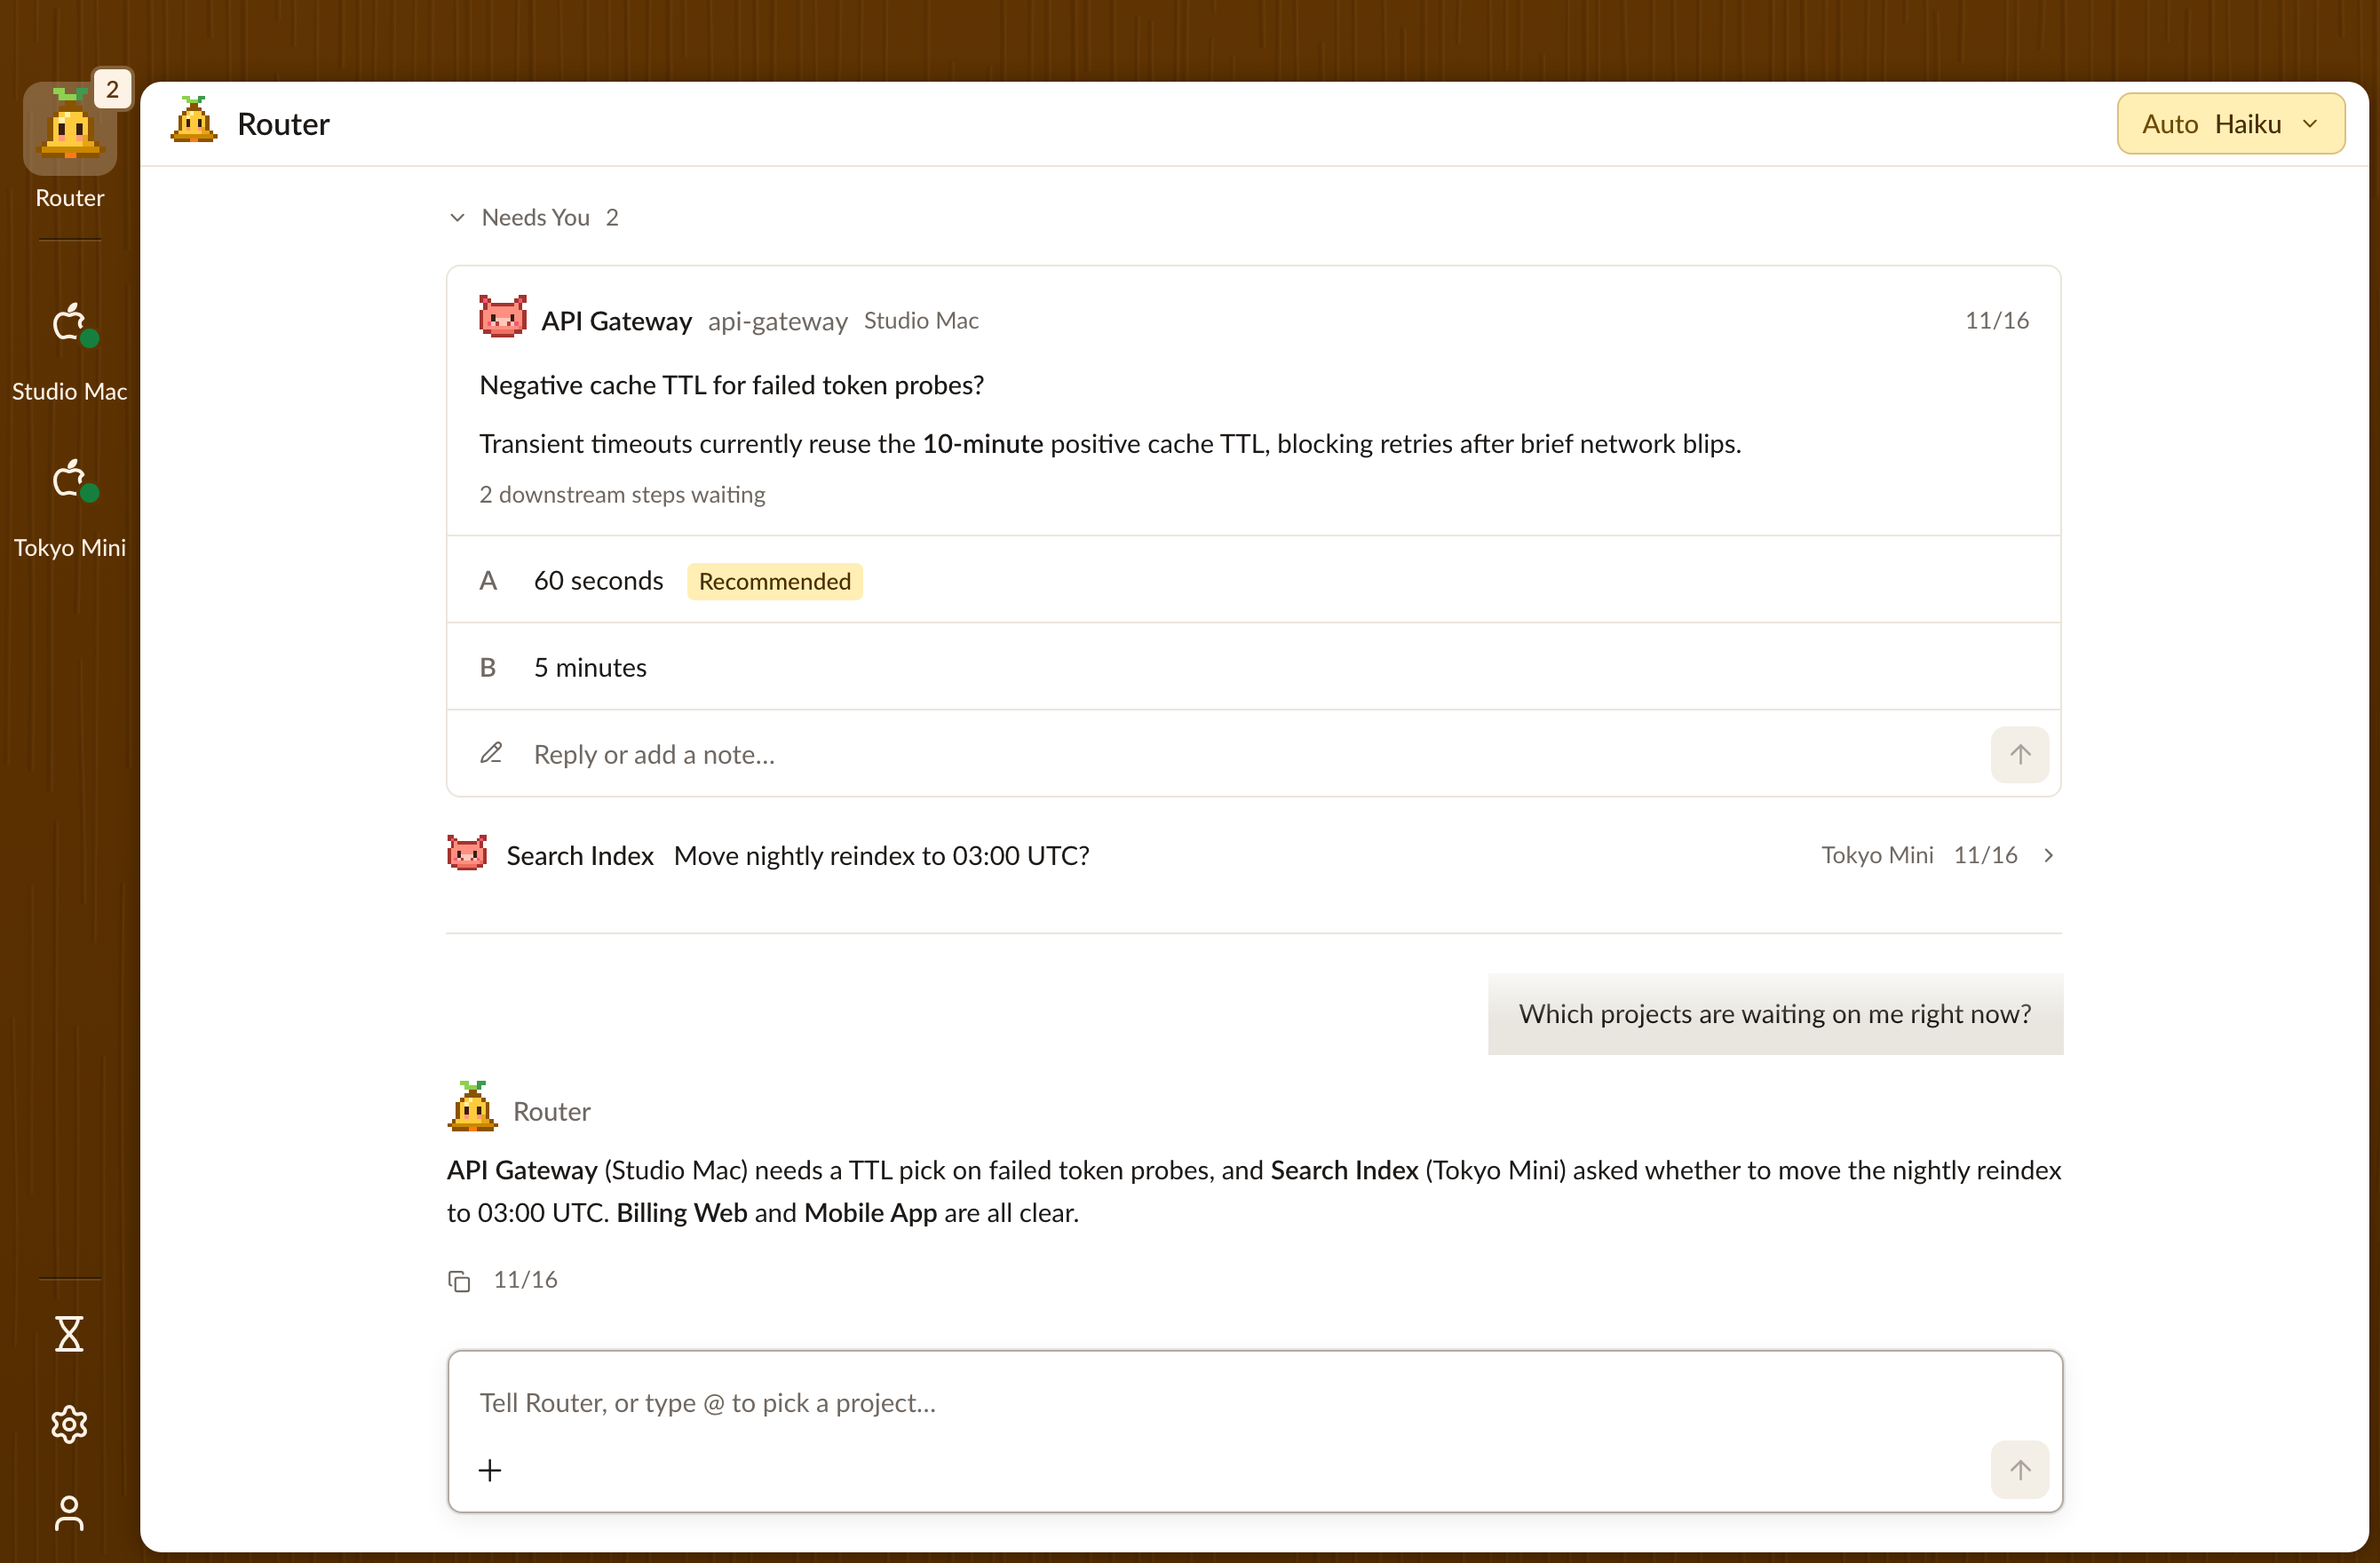 2
Router
Studio Mac
Tokyo Mini
Router
Auto Haiku
Needs You 2
API Gateway api-gateway Studio Mac 11/16
Negative cache TTL for failed token probes?
Transient timeouts currently reuse the 10-minute positive cache TTL, blocking retries after brief network blips.
2 downstream steps waiting
A 60 seconds Recommended
B 5 minutes
Reply or add a note...
Search Index Move nightly reindex to 03:00 UTC? Tokyo Mini 11/16
Which projects are waiting on me right now?
Router
API Gateway (Studio Mac) needs a TTL pick on failed token probes, and Search Index (Tokyo Mini) asked whether to move the nightly reindex
to 03:00 UTC. Billing Web and Mobile App are all clear.
11/16
Tell Router, or type @ to pick a project...